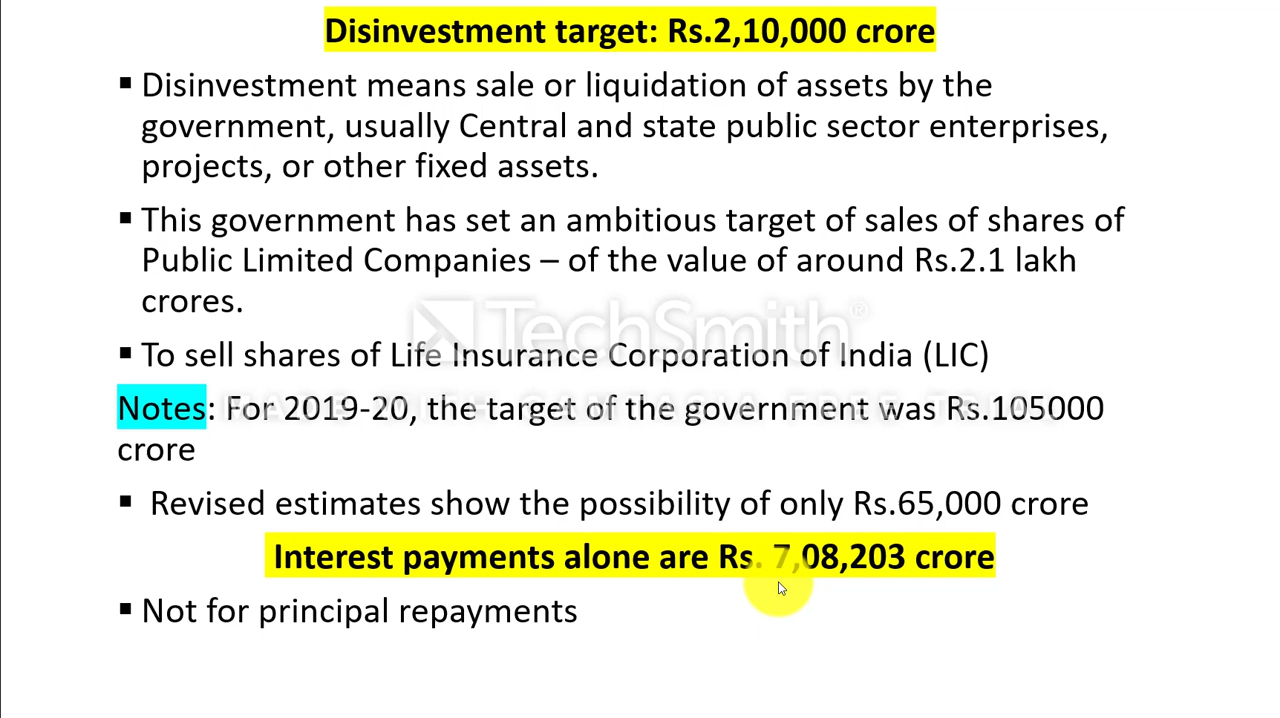 Disinvestment target: Rs.2,10,000 crore
▪ Disinvestment means sale or liquidation of assets by the
government, usually Central and state public sector enterprises,
projects, or other fixed assets.
▪ This government has set an ambitious target of sales of shares of
Public Limited Companies – of the value of around Rs.2.1 lakh
crores.
TechSmith®
▪ To sell shares of Life Insurance Corporation of India (LIC)
Notes: For 2019-20, the target of the government was Rs.105000
crore
▪ Revised estimates show the possibility of only Rs.65,000 crore
Interest payments alone are Rs. 7,08,203 crore
▪ Not for principal repayments